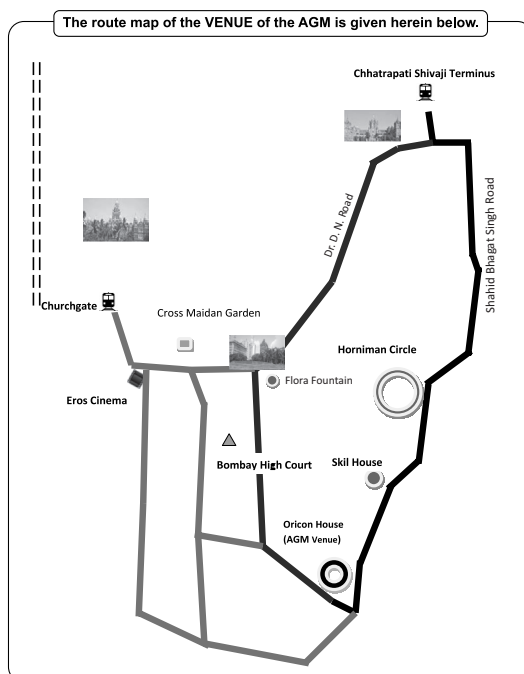 The route map of the VENUE of the AGM is given herein below.
Chhatrapati Shivaji Terminus
Dr. D. N. Road
Shahid Bhagat Singh Road
Churchgate
Cross Maidan Garden
Horniman Circle
Flora Fountain
Eros Cinema
Bombay High Court
Skil House
Oricon House
(AGM Venue)